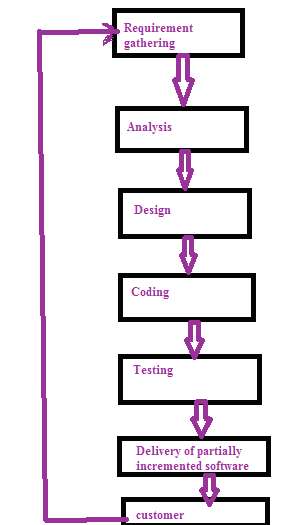 Requirement
gathering
Analysis
Design
Coding
Testing
Delivery of partially
incremented software
customer